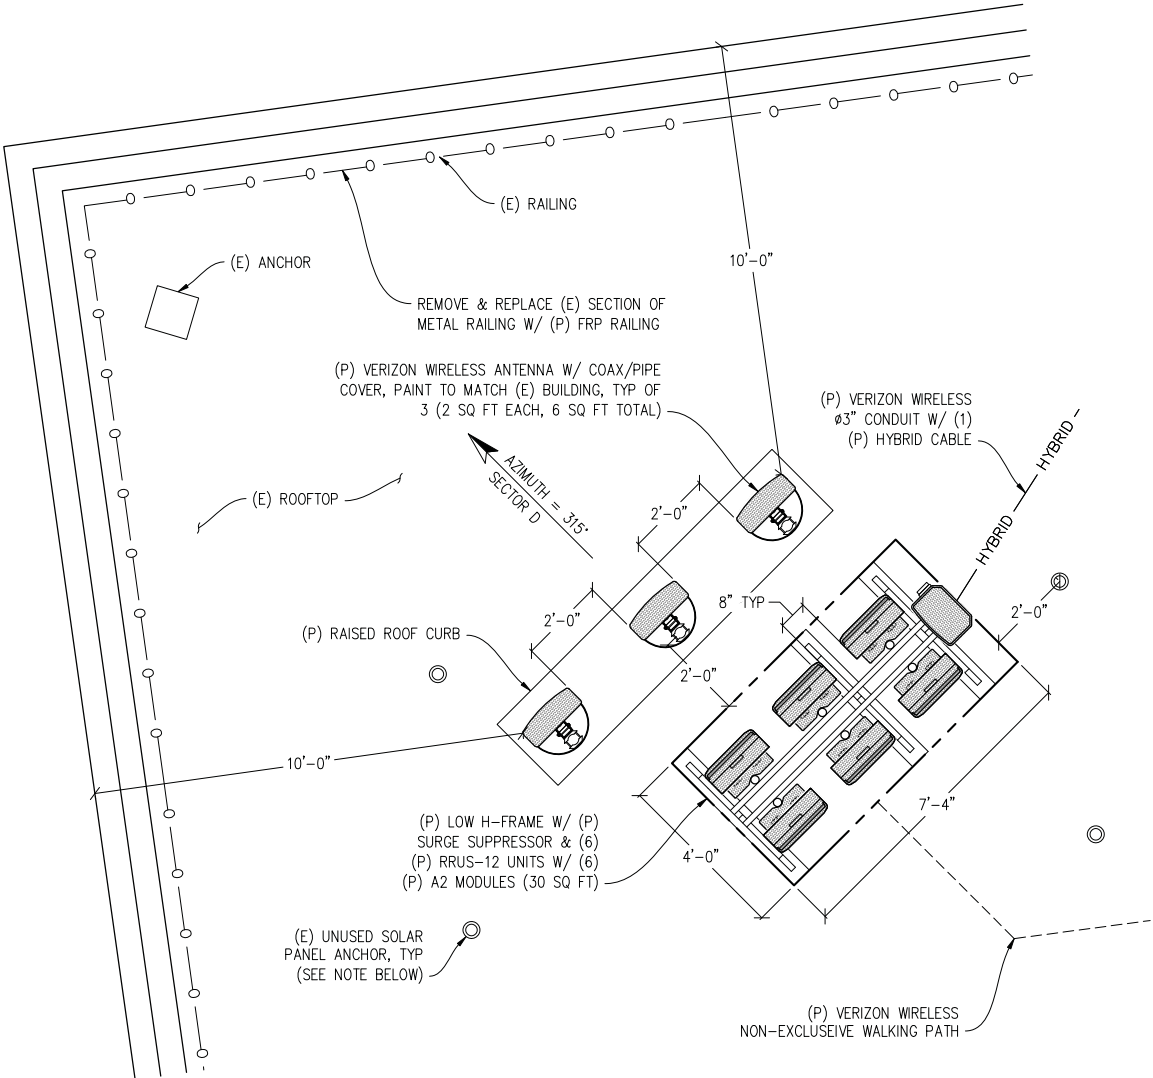 (E) RAILING
(E) ANCHOR
10'-0"
REMOVE & REPLACE (E) SECTION OF
METAL RAILING W/ (P) FRP RAILING
(P) VERIZON WIRELESS ANTENNA W/ COAX/PIPE
COVER, PAINT TO MATCH (E) BUILDING, TYP OF
3 (2 SQ FT EACH, 6 SQ FT TOTAL)
(P) VERIZON WIRELESS
ø3" CONDUIT W/ (1)
(P) HYBRID CABLE
HYBRID
HYBRID
AZIMUTH = 315°
SECTOR D
(E) ROOFTOP
2'-0"
8" TYP
2'-0"
2'-0"
(P) RAISED ROOF CURB
2'-0"
10'-0"
7'-4"
4'-0"
(P) LOW H-FRAME W/ (P)
SURGE SUPPRESSOR & (6)
(P) RRUS-12 UNITS W/ (6)
(P) A2 MODULES (30 SQ FT)
(E) UNUSED SOLAR
PANEL ANCHOR, TYP
(SEE NOTE BELOW)
(P) VERIZON WIRELESS
NON-EXCLUSEIVE WALKING PATH